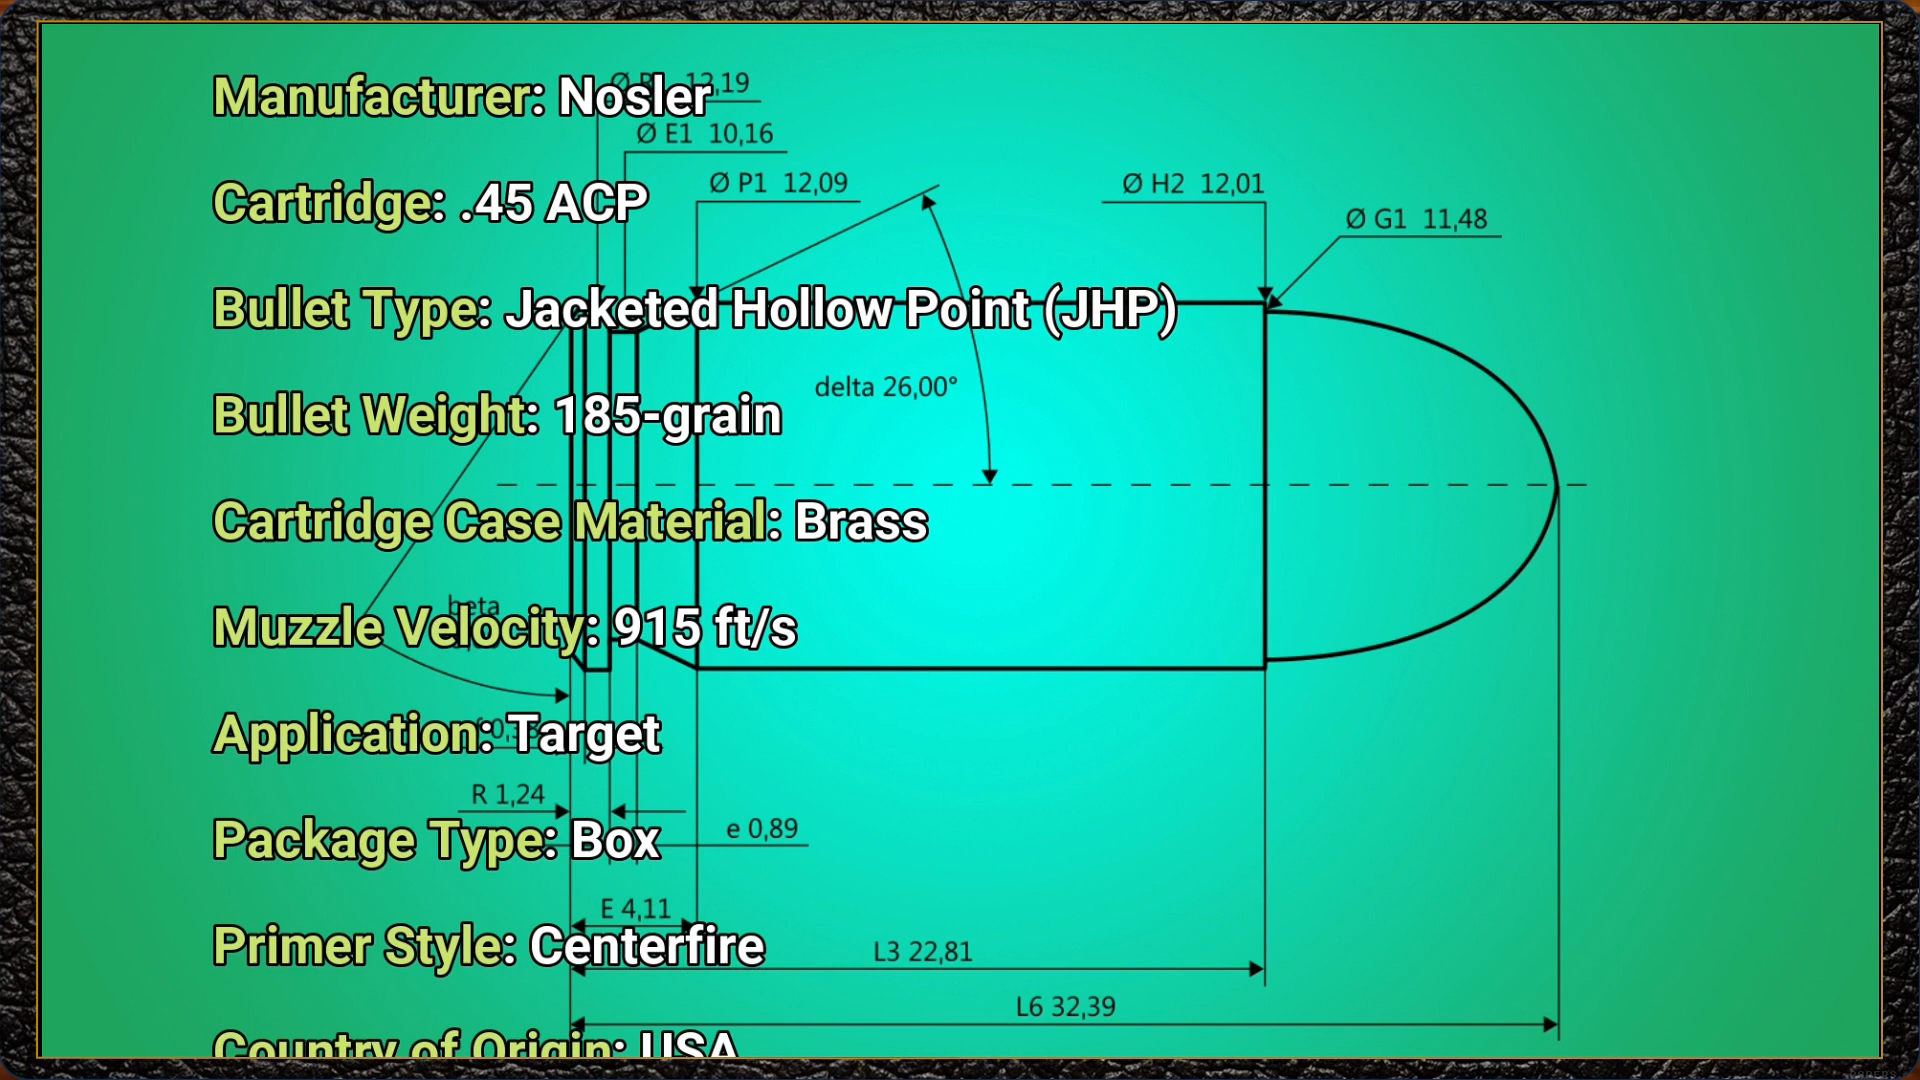 Manufacturer: Nosler
12,19
Ø E1 10,16
Ø P1 12,09
Ø H2 12,01
Cartridge: .45 ACP
Ø G1 11,48
Bullet Type: Jacketed Hollow Point (JHP)
delta 26,00°
Bullet Weight: 185-grain
Cartridge Case Material: Brass
beta
Muzzle Velocity: 915 ft/s
Application: Target
R 1,24
e 0,89
Package Type: Box
E 4,11
Primer Style: Centerfire
L3 22,81
L6 32,39
Country of Origin: USA